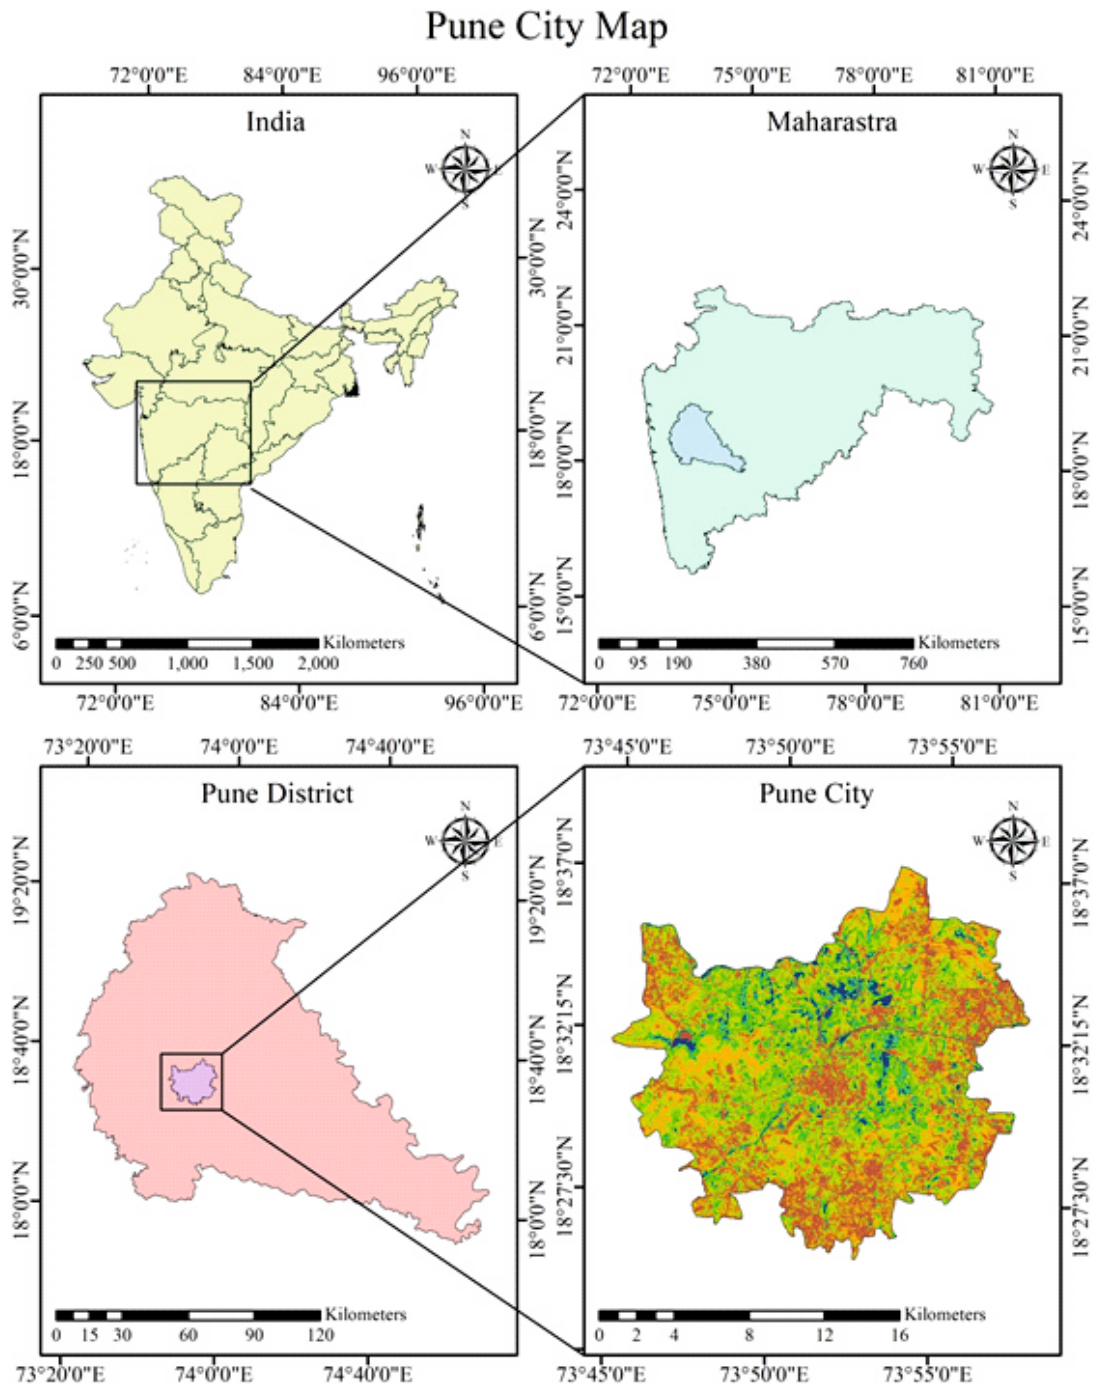 Pune City Map
72°0'0"E 84°0'0"E 96°0'0"E
India
N
W E
S
30°0'0"N 18°0'0"N 6°0'0"N
30°0'0"N 18°0'0"N 6°0'0"N
Kilometers
0 250 500 1,000 1,500 2,000
72°0'0"E 84°0'0"E 96°0'0"E
72°0'0"E 75°0'0"E 78°0'0"E 81°0'0"E
Maharastra
N
W E
S
24°0'0"N 21°0'0"N 18°0'0"N 15°0'0"N
24°0'0"N 21°0'0"N 18°0'0"N 15°0'0"N
Kilometers
0 95 190 380 570 760
72°0'0"E 75°0'0"E 78°0'0"E 81°0'0"E
73°20'0"E 74°0'0"E 74°40'0"E
Pune District
N
W E
S
19°20'0"N 18°40'0"N 18°0'0"N
19°20'0"N 18°40'0"N 18°0'0"N
Kilometers
0 15 30 60 90 120
73°20'0"E 74°0'0"E 74°40'0"E
73°45'0"E 73°50'0"E 73°55'0"E
Pune City
N
W E
S
18°37'0"N 18°32'15"N 18°27'30"N
18°37'0"N 18°32'15"N 18°27'30"N
Kilometers
0 2 4 8 12 16
73°45'0"E 73°50'0"E 73°55'0"E